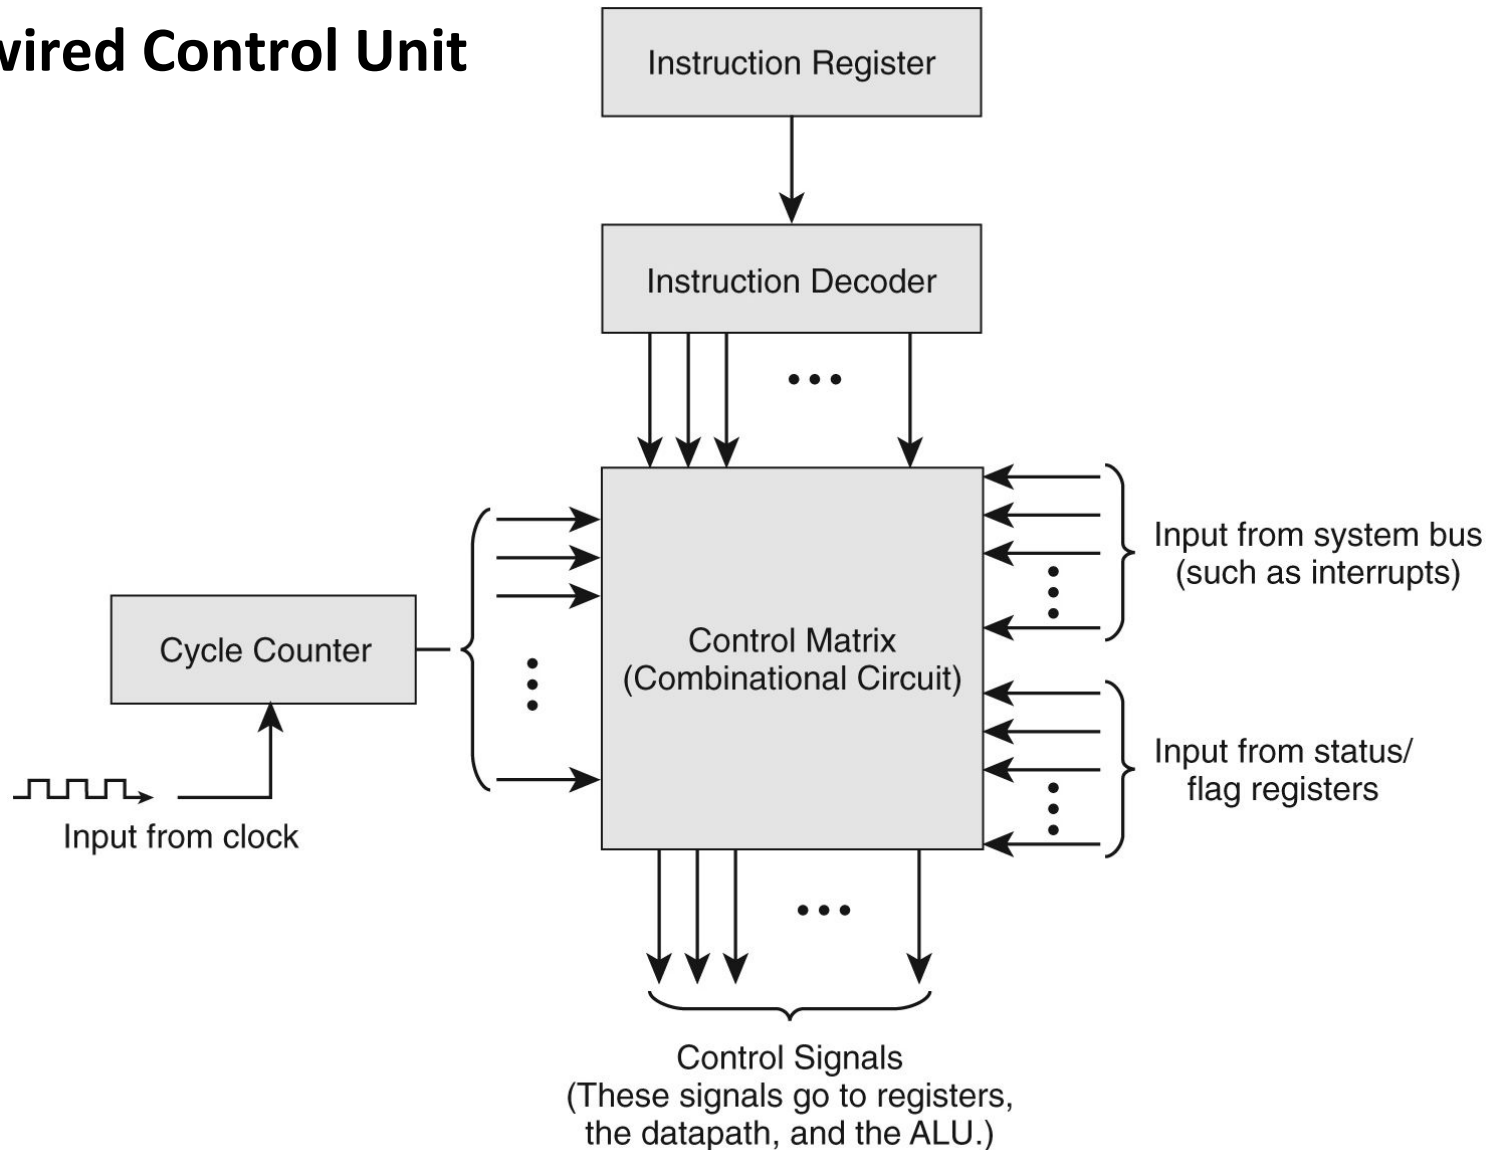 wired Control Unit
Instruction Register
Instruction Decoder
Input from system bus
(such as interrupts)
Cycle Counter
Control Matrix
(Combinational Circuit)
Input from status/
flag registers
Input from clock
Control Signals
(These signals go to registers,
the datapath, and the ALU.)